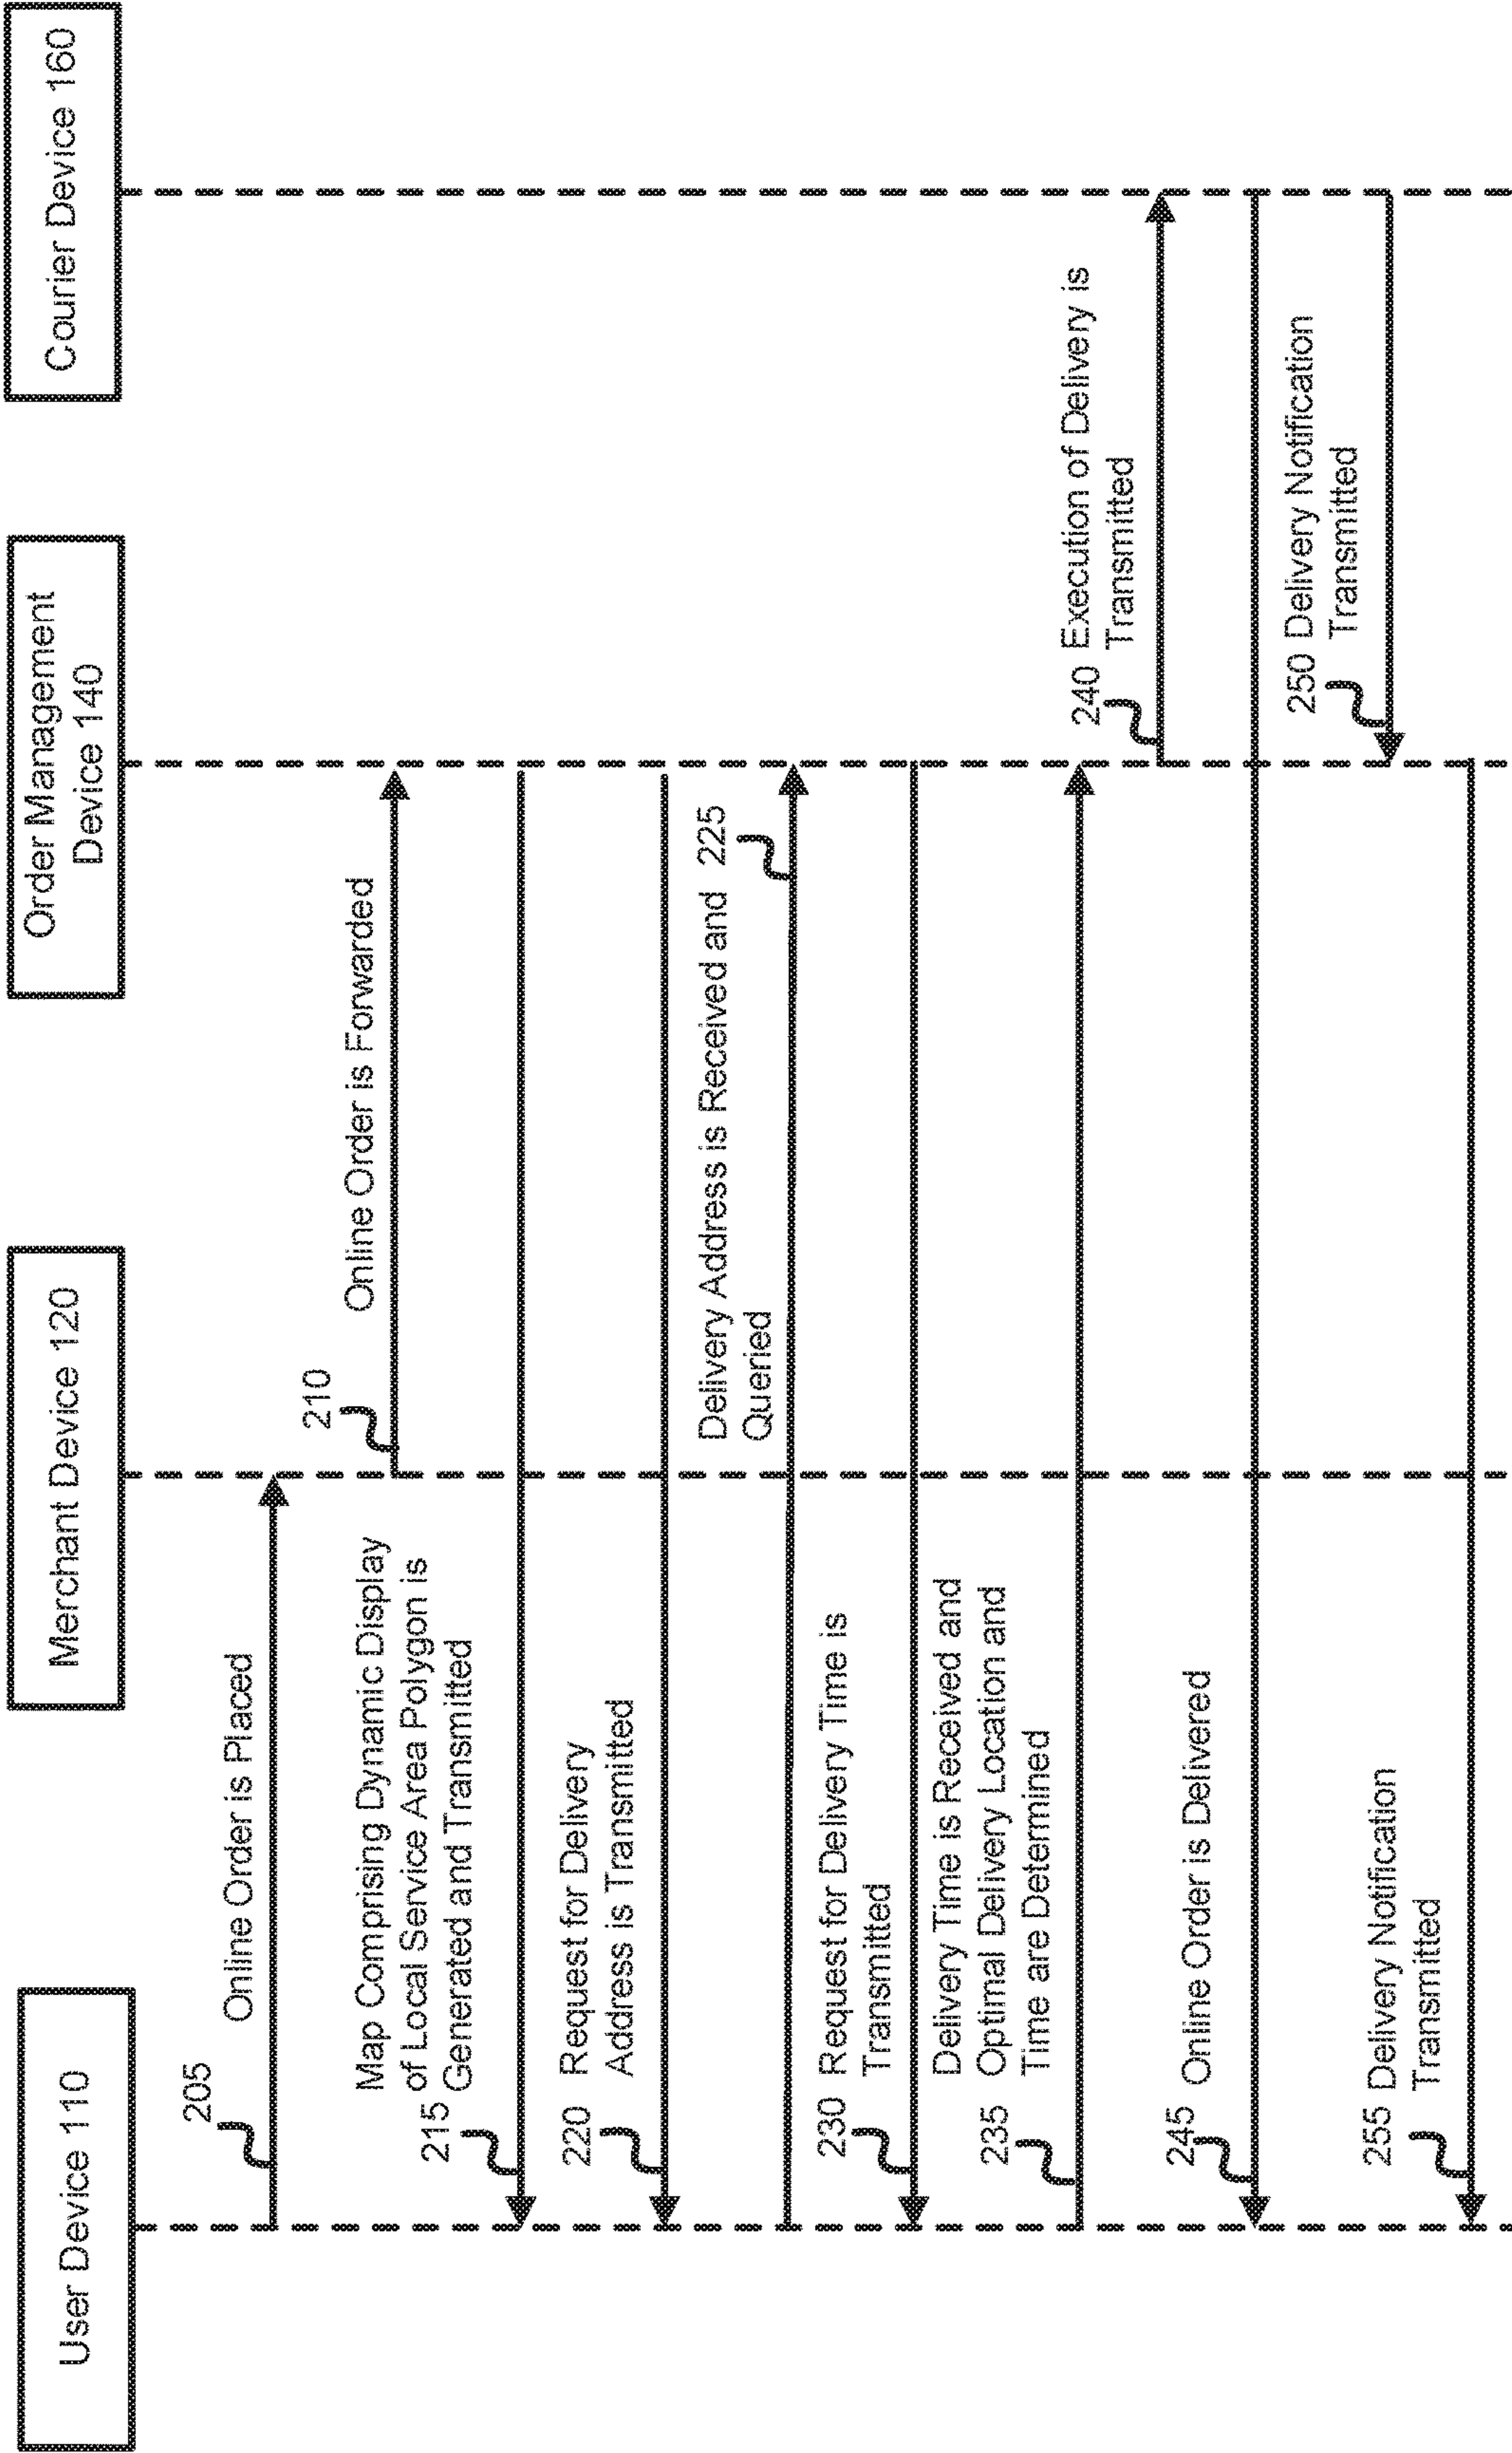 User Device 110
Merchant Device 120
Order Management
Device 140
Courier Device 160
205
Online Order is Placed
210
Online Order is Forwarded
Map Comprising Dynamic Display
of Local Service Area Polygon is
Generated and Transmitted
215
220
Request for Delivery
Address is Transmitted
Delivery Address is Received and
Queried
225
230
Request for Delivery Time is
Transmitted
Delivery Time is Received and
Optimal Delivery Location and
Time are Determined
235
240
Execution of Delivery is
Transmitted
245
Online Order is Delivered
250
Delivery Notification
Transmitted
255
Delivery Notification
Transmitted